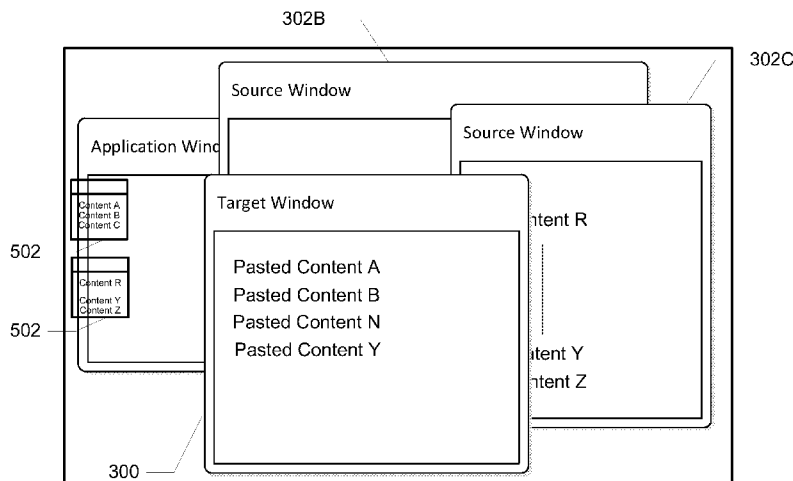 302B
302C
Source Window
Application Wind
Source Window
Content A
Content B
Content C
Target Window
ntent R
502
Pasted Content A
Pasted Content B
Pasted Content N
Pasted Content Y
Content R
Content Y
Content Z
502
ntent Y
ntent Z
300